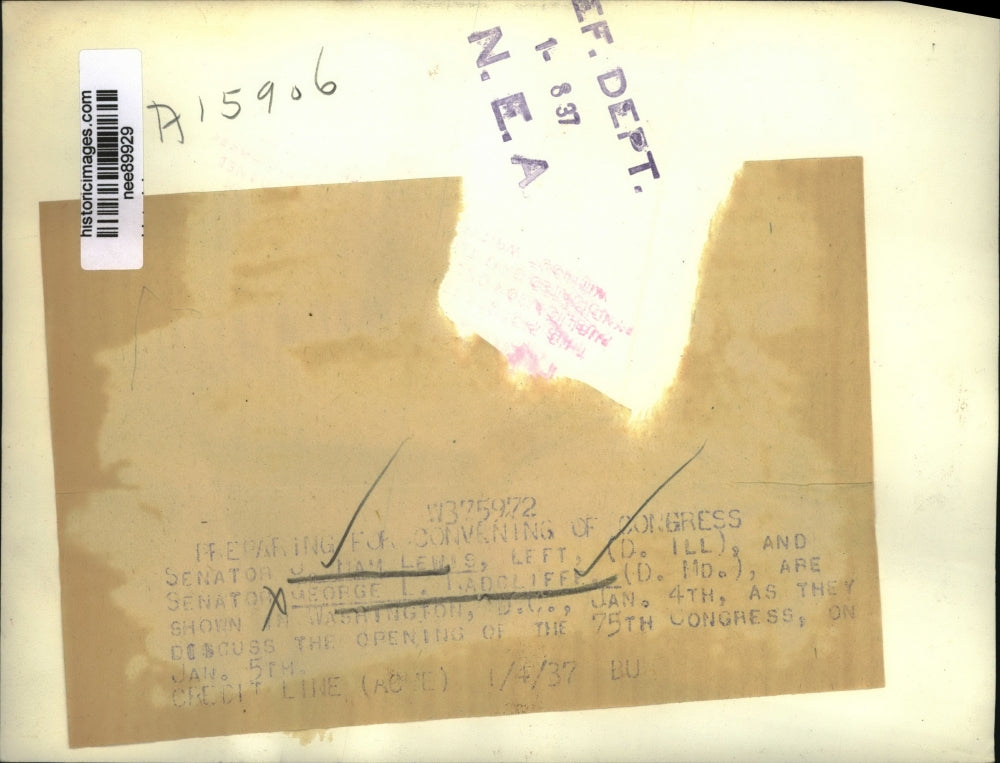 historicimages.com
nee89929
A15906
N.E.A
1- 8 37
EF. DEPT.
W375972
PREPARING FOR CONVENING OF CONGRESS
SENATOR J. HAM LEWIS, LEFT, (D. ILL), AND
SENATOR GEORGE L. RADCLIFFE, (D. MD.), ARE
SHOWN IN WASHINGTON, D.C., JAN. 4TH, AS THEY
DISCUSS THE OPENING OF THE 75TH CONGRESS, ON
JAN. 5TH.
CREDIT LINE (ACME) 1/4/37 BU